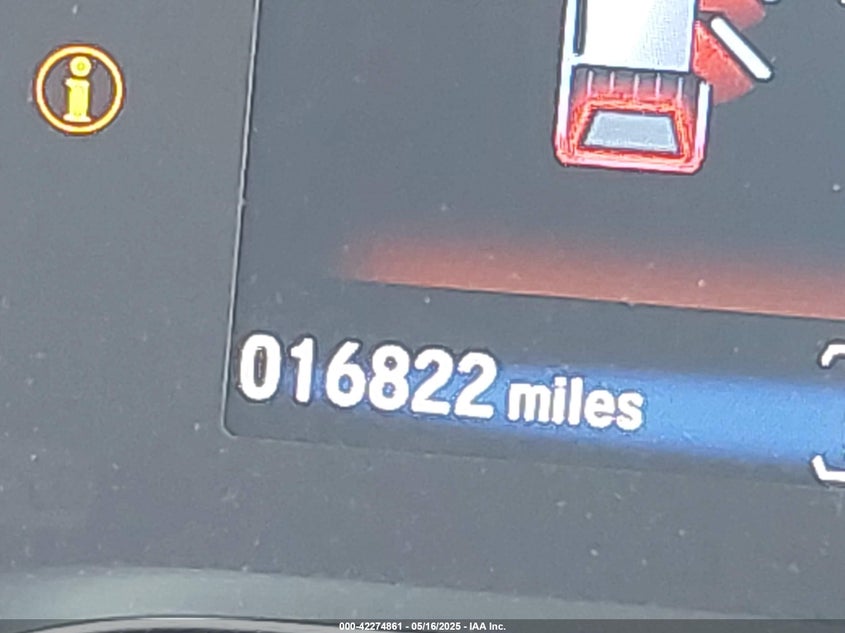 016822 miles
000-42274861 - 05/16/2025 - IAA Inc.